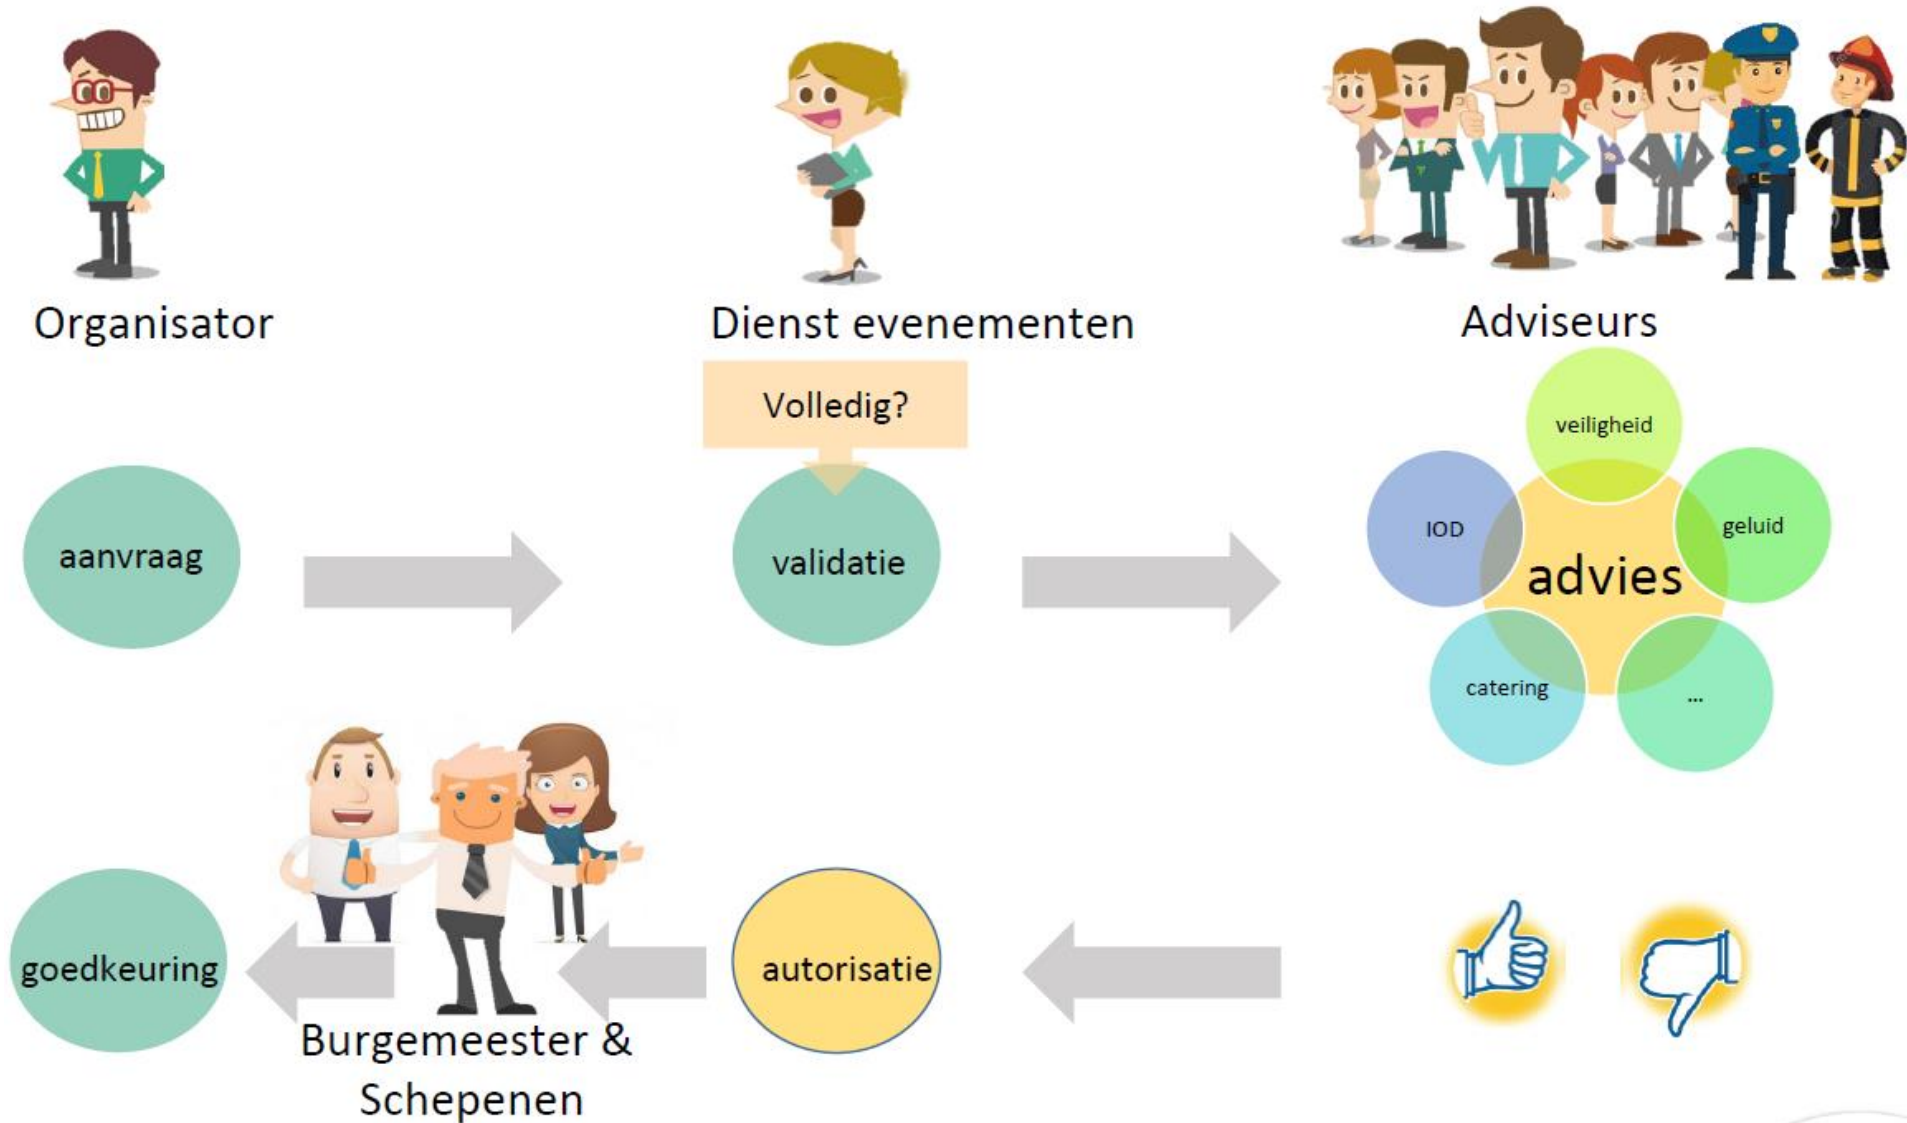 Organisator
Dienst evenementen
Adviseurs
Volledig?
aanvraag
validatie
veiligheid
IOD
geluid
advies
catering
...
goedkeuring
autorisatie
Burgemeester &
Schepenen